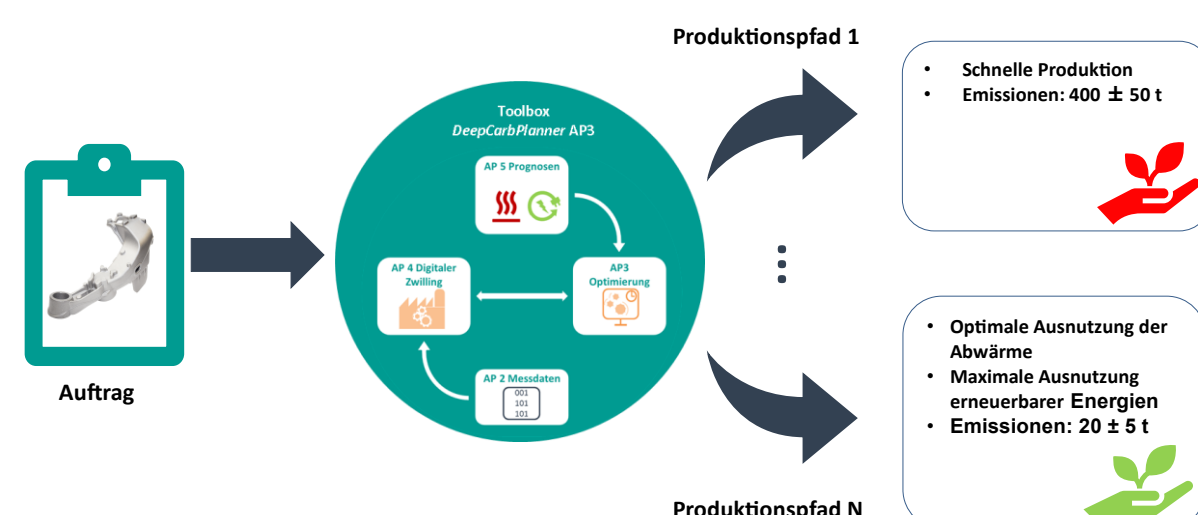 Produktionspfad 1
• Schnelle Produktion
• Emissionen: 400 ± 50 t
Toolbox
DeepCarbPlanner AP3
AP 5 Prognosen
AP 4 Digitaler
Zwilling
AP3
Optimierung
AP 2 Messdaten
001
101
101
Auftrag
• Optimale Ausnutzung der
Abwärme
• Maximale Ausnutzung
erneuerbarer Energien
• Emissionen: 20 ± 5 t
Produktionspfad N